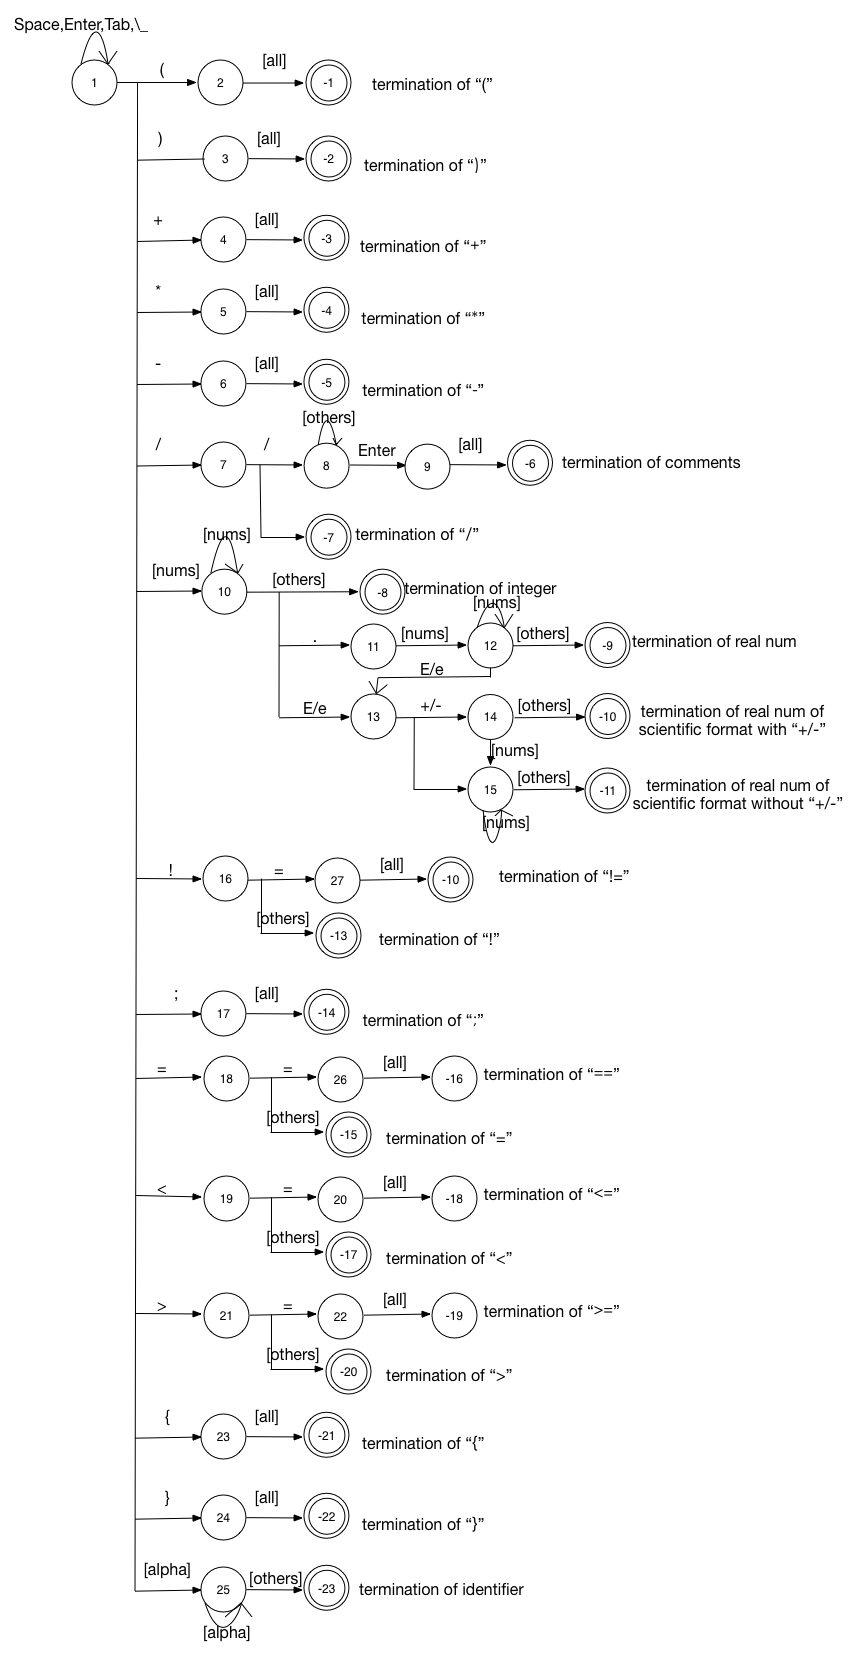 Space,Enter,Tab,\_
1
(
2
[all]
-1
termination of “(”
)
3
[all]
-2
termination of “)”
+
4
[all]
-3
termination of “+”
*
5
[all]
-4
termination of “*”
-
6
[all]
-5
termination of “-”
/
7
/
[others]
8
Enter
9
[all]
-6
termination of comments
-7
termination of “/”
[nums]
[nums]
10
[others]
-8
termination of integer
.
11
[nums]
[nums]
12
[others]
-9
termination of real num
E/e
E/e
13
+/-
14
[others]
-10
termination of real num of
scientific format with “+/-”
[nums]
15
[others]
-11
termination of real num of
scientific format without “+/-”
[nums]
!
16
=
27
[all]
-10
termination of “!=”
[others]
-13
termination of “!”
;
17
[all]
-14
termination of “;”
=
18
=
26
[all]
-16
termination of “==”
[others]
-15
termination of “=”
<
19
=
20
[all]
-18
termination of “<=”
[others]
-17
termination of “<”
>
21
=
22
[all]
-19
termination of “>=”
[others]
-20
termination of “>”
{
23
[all]
-21
termination of “{”
}
24
[all]
-22
termination of “}”
[alpha]
25
[others]
-23
termination of identifier
[alpha]